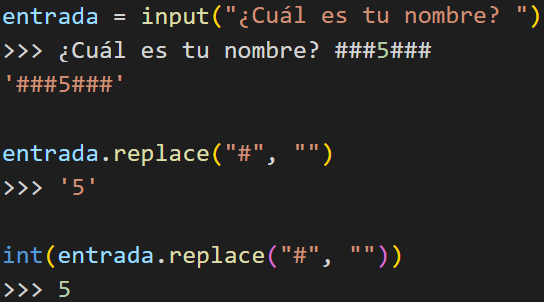 entrada = input("¿Cuál es tu nombre? ")
>>> ¿Cuál es tu nombre? ###5###
'###5###'
entrada.replace("#", "")
>>> '5'
int(entrada.replace("#", ""))
>>> 5